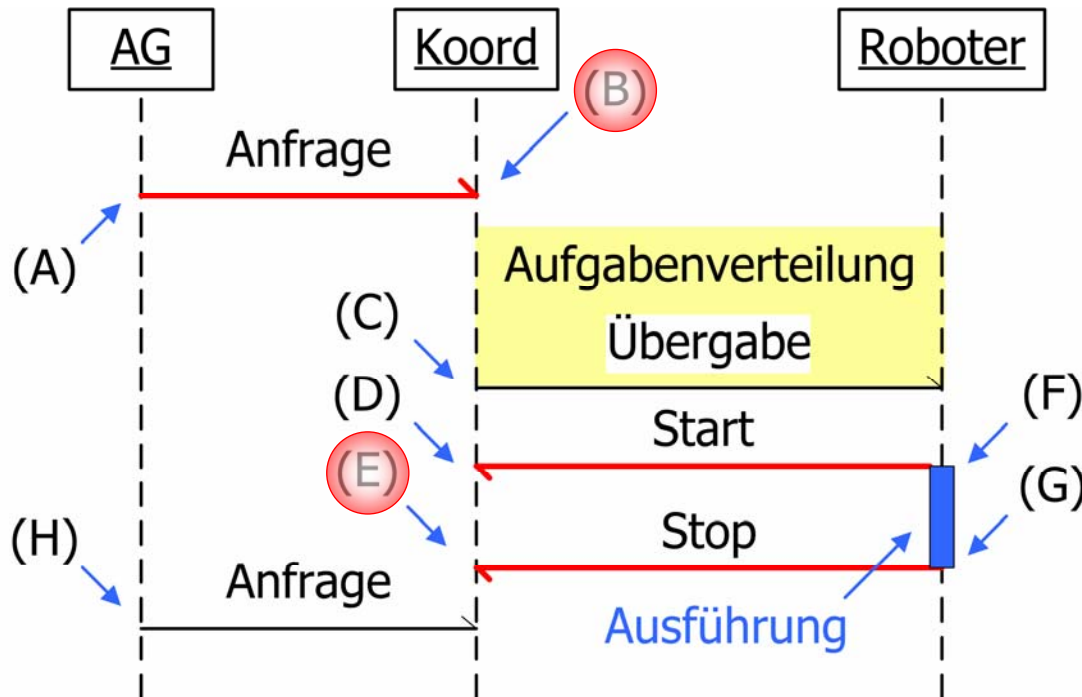 AG Koord Roboter
(B)
Anfrage
(A)
Aufgabenverteilung
(C) Übergabe
(D) Start (F)
(E) Stop (G)
(H) Anfrage
Ausführung